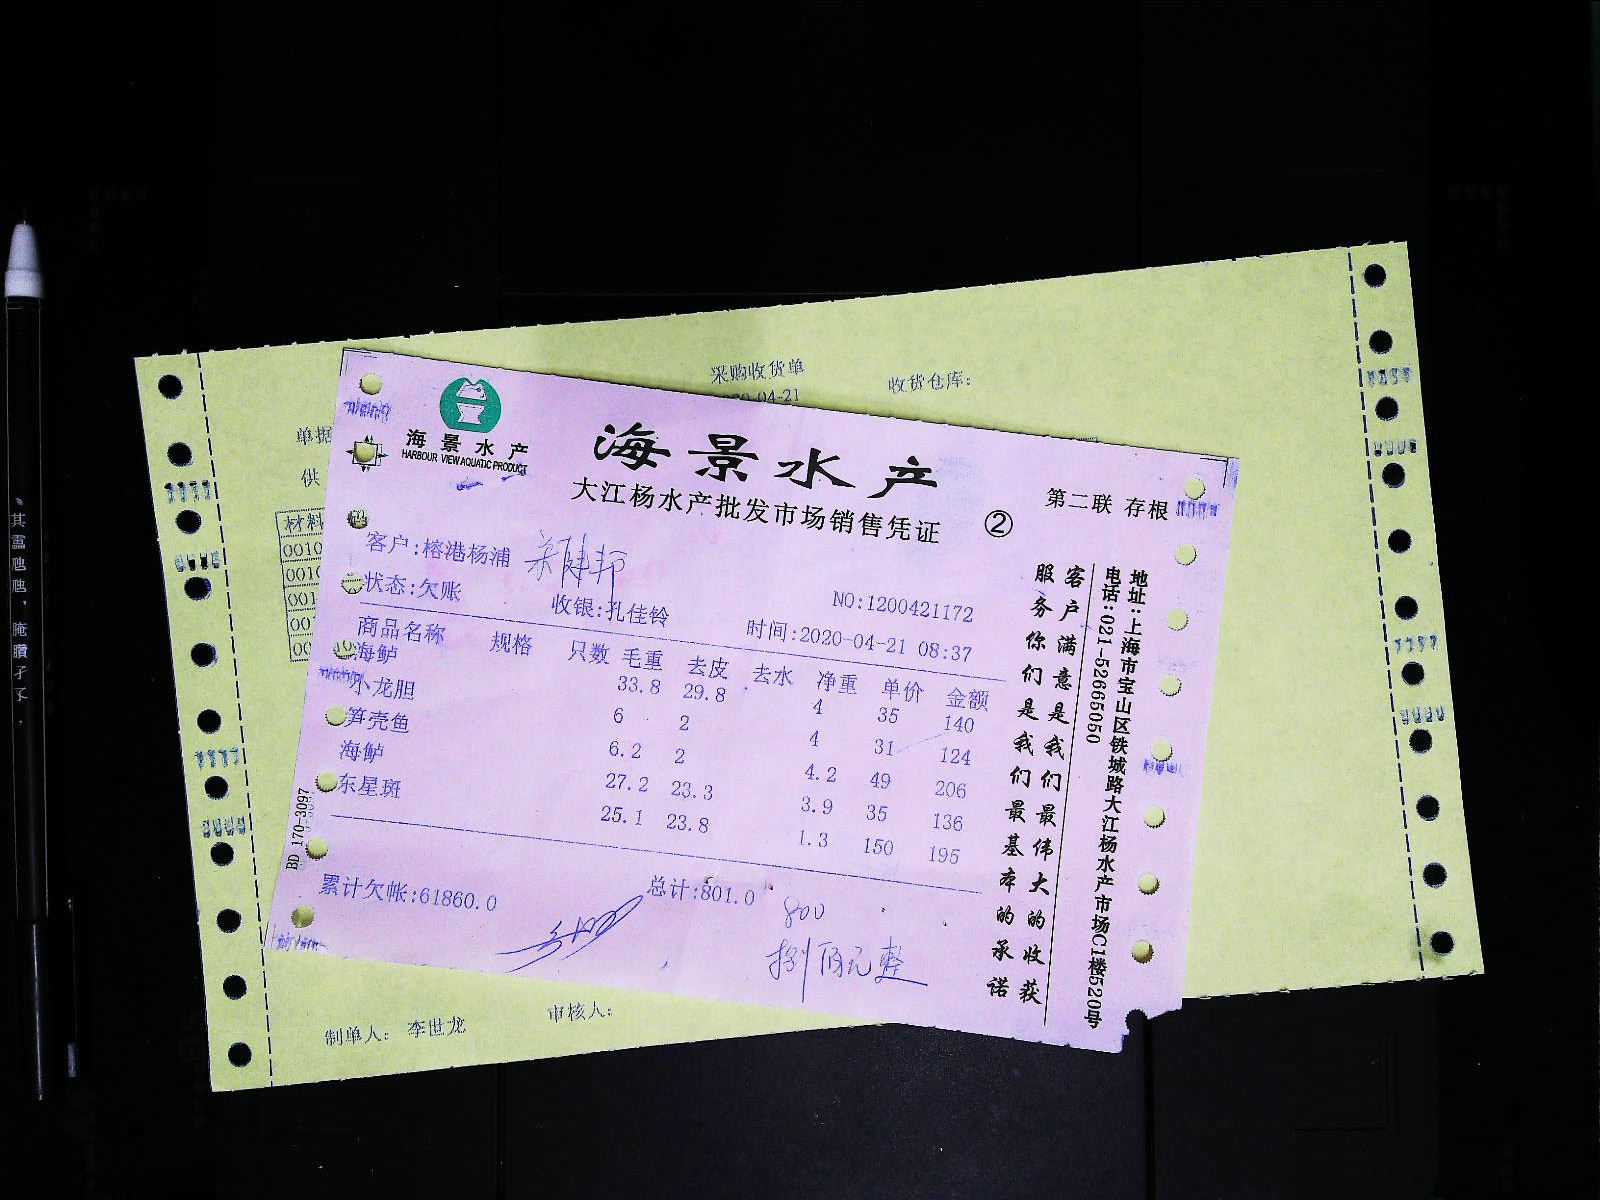 采购收货单
收货仓库:
04-21
单据
供
材料
0010
001
001
00
00
海景水产
HARBOUR VIEW AQUATIC PRODUCT
海景水产
大江杨水产批发市场销售凭证
②
第二联 存根
客户:榕港杨浦
状态:欠账
收银:孔佳铃
NO:1200421172
时间:2020-04-21 08:37
商品名称 规格 只数 毛重 去皮 去水 净重 单价 金额
海鲈 33.8 29.8 4 35 140
小龙胆 6 2 4 31 124
笋壳鱼 6.2 2 4.2 49 206
海鲈 27.2 23.3 3.9 35 136
东星斑 25.1 23.8 1.3 150 195
累计欠帐:61860.0
总计:801.0
800
捌佰元整
BD 170-3097
客户满意是我们最伟大的收获
服务你们是我们最基本的承诺
地址:上海市宝山区铁城路大江杨水产市场C1楼520号
电话:021-52665050
制单人: 李世龙
审核人: